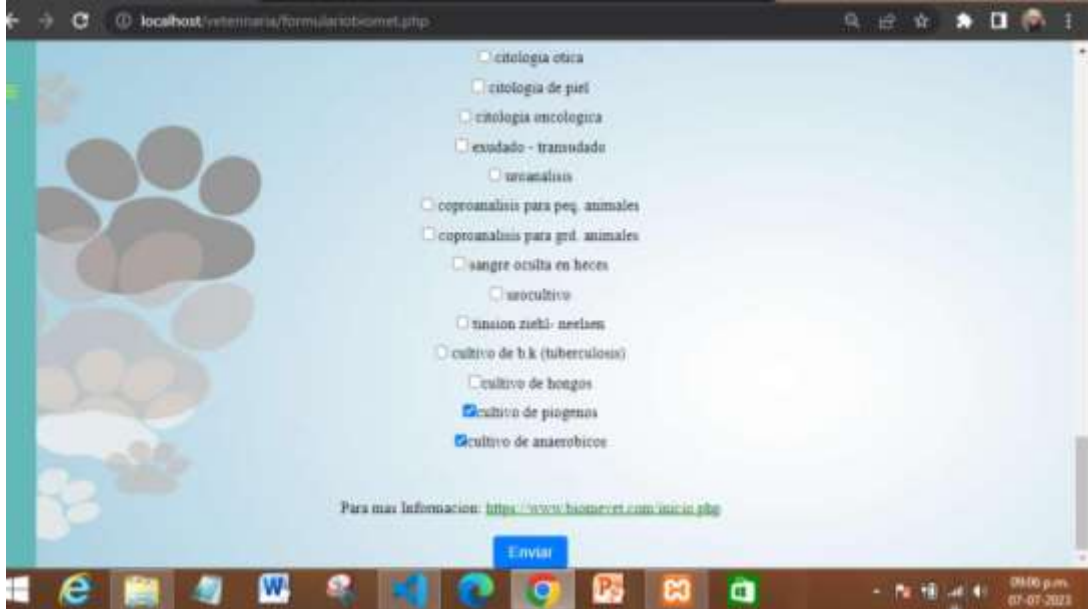 localhost/veterinaria/formulariobiomet.php
citologia otica
citologia de piel
citologia oncologica
exudado - transudado
uroanalisis
coproanalisis para peq. animales
coproanalisis para grd. animales
sangre oculta en heces
urocultivo
tinsion ziehl- neelsen
cultivo de b.k (tuberculosis)
cultivo de hongos
cultivo de piogenos
cultivo de anaerobicos
Para mas Informacion: https://www.biomevet.com/inicio.php
Enviar
09:06 p.m.
07-07-2023